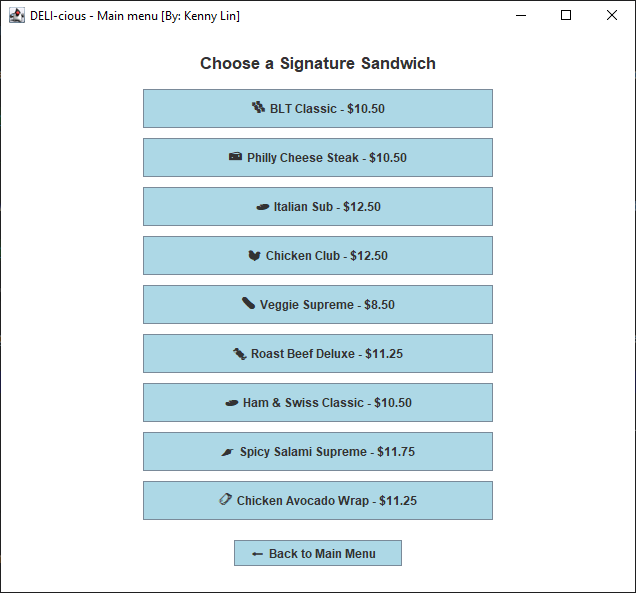 DELI-cious - Main menu [By: Kenny Lin]
Choose a Signature Sandwich
🥓 BLT Classic - $10.50
🧀 Philly Cheese Steak - $10.50
🥖 Italian Sub - $12.50
🐔 Chicken Club - $12.50
🥒 Veggie Supreme - $8.50
🥩 Roast Beef Deluxe - $11.25
🥖 Ham & Swiss Classic - $10.50
🌶 Spicy Salami Supreme - $11.75
🥑 Chicken Avocado Wrap - $11.25
← Back to Main Menu